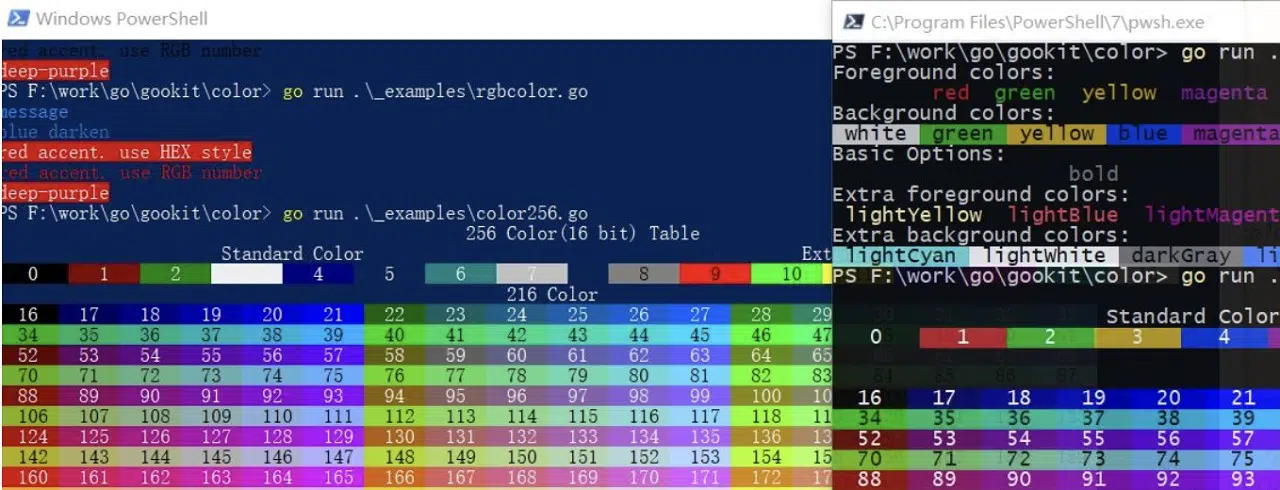 Windows PowerShell
red accent. use RGB number
deep-purple
PS F:\work\go\gookit\color> go run .\_examples\rgbcolor.go
message
blue darken
red accent. use HEX style
red accent. use RGB number
deep-purple
PS F:\work\go\gookit\color> go run .\_examples\color256.go
256 Color(16 bit) Table
Standard Color Ext
0 1 2 4 5 6 7 8 9 10
216 Color
16 17 18 19 20 21 22 23 24 25 26 27 28 29
34 35 36 37 38 39 40 41 42 43 44 45 46 47
52 53 54 55 56 57 58 59 60 61 62 63 64 65
70 71 72 73 74 75 76 77 78 79 80 81 82 83
88 89 90 91 92 93 94 95 96 97 98 99 100 10
106 107 108 109 110 111 112 113 114 115 116 117 118 11
124 125 126 127 128 129 130 131 132 133 134 135 136 13
142 143 144 145 146 147 148 149 150 151 152 153 154 15
160 161 162 163 164 165 166 167 168 169 170 171 172 17
C:\Program Files\PowerShell\7\pwsh.exe
PS F:\work\go\gookit\color> go run .
Foreground colors:
red green yellow magenta
Background colors:
white green yellow blue magenta
Basic Options:
bold
Extra foreground colors:
lightYellow lightBlue lightMagent
Extra background colors:
lightCyan lightWhite darkGray li
PS F:\work\go\gookit\color> go run .
Standard Color
0 1 2 3 4
16 17 18 19 20 21
34 35 36 37 38 39
52 53 54 55 56 57
70 71 72 73 74 75
88 89 90 91 92 93